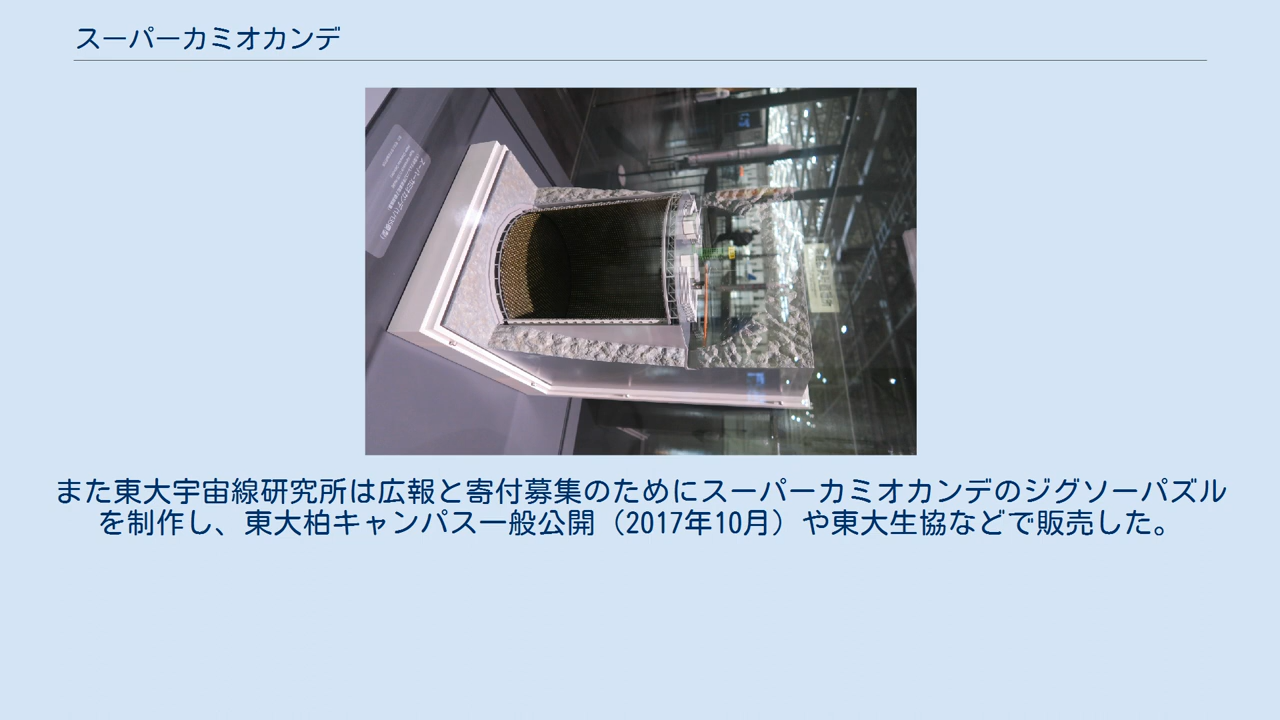 スーパーカミオカンデ
また東大宇宙線研究所は広報と寄付募集のためにスーパーカミオカンデのジグソーパズル
を制作し、東大柏キャンパス一般公開（2017年10月）や東大生協などで販売した。